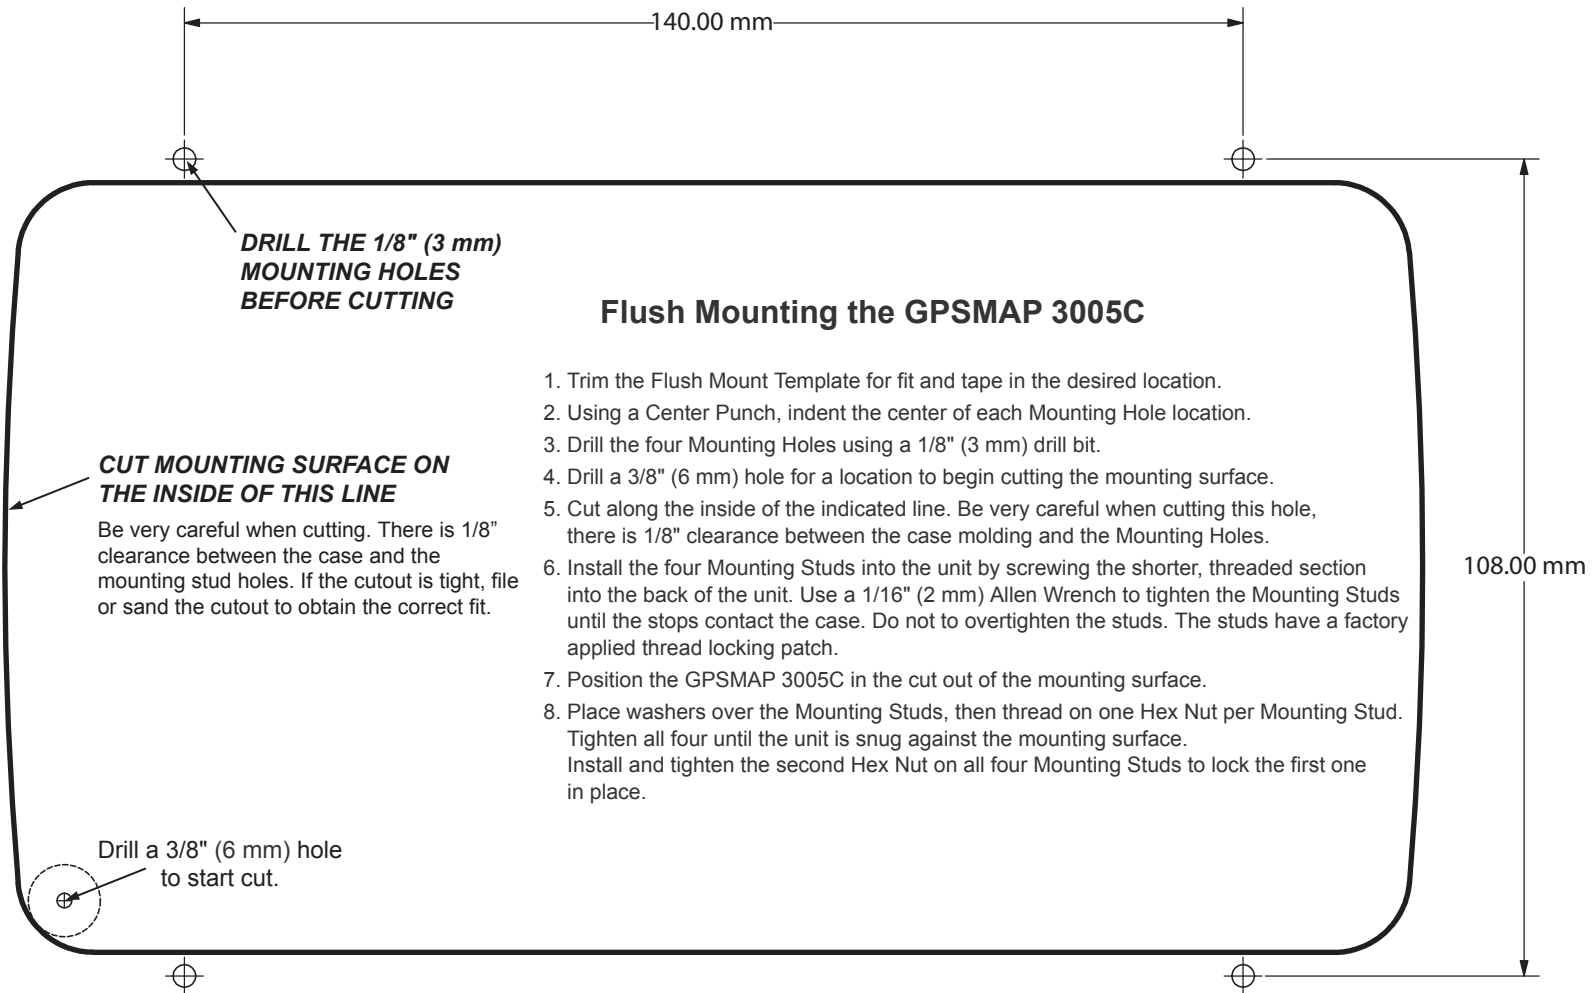 140.00 mm
DRILL THE 1/8" (3 mm)
MOUNTING HOLES
BEFORE CUTTING
Flush Mounting the GPSMAP 3005C
1. Trim the Flush Mount Template for fit and tape in the desired location.
2. Using a Center Punch, indent the center of each Mounting Hole location.
3. Drill the four Mounting Holes using a 1/8" (3 mm) drill bit.
4. Drill a 3/8" (6 mm) hole for a location to begin cutting the mounting surface.
5. Cut along the inside of the indicated line. Be very careful when cutting this hole,
there is 1/8" clearance between the case molding and the Mounting Holes.
6. Install the four Mounting Studs into the unit by screwing the shorter, threaded section
into the back of the unit. Use a 1/16" (2 mm) Allen Wrench to tighten the Mounting Studs
until the stops contact the case. Do not to overtighten the studs. The studs have a factory
applied thread locking patch.
7. Position the GPSMAP 3005C in the cut out of the mounting surface.
8. Place washers over the Mounting Studs, then thread on one Hex Nut per Mounting Stud.
Tighten all four until the unit is snug against the mounting surface.
Install and tighten the second Hex Nut on all four Mounting Studs to lock the first one
in place.
CUT MOUNTING SURFACE ON
THE INSIDE OF THIS LINE
Be very careful when cutting. There is 1/8”
clearance between the case and the
mounting stud holes. If the cutout is tight, file
or sand the cutout to obtain the correct fit.
108.00 mm
Drill a 3/8" (6 mm) hole
to start cut.